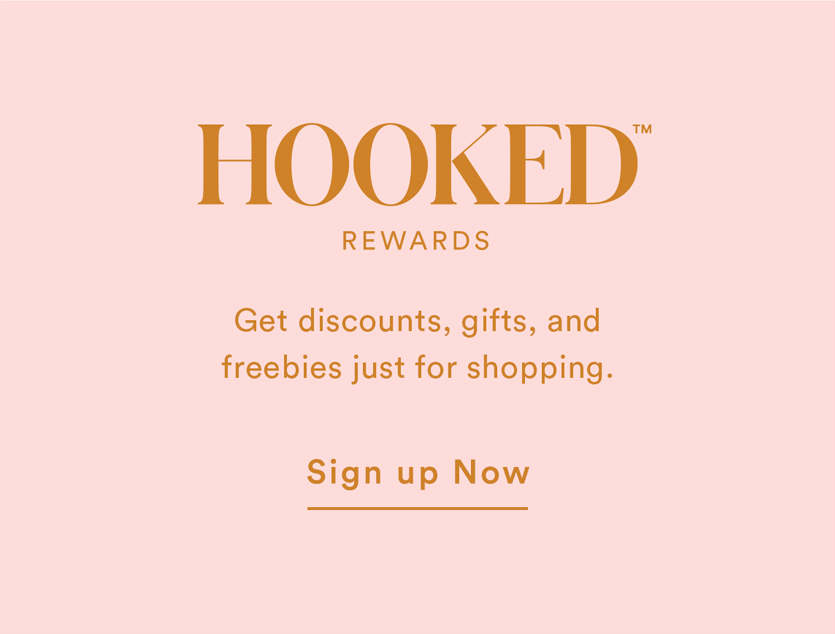 HOOKED™
REWARDS
Get discounts, gifts, and
freebies just for shopping.
Sign up Now